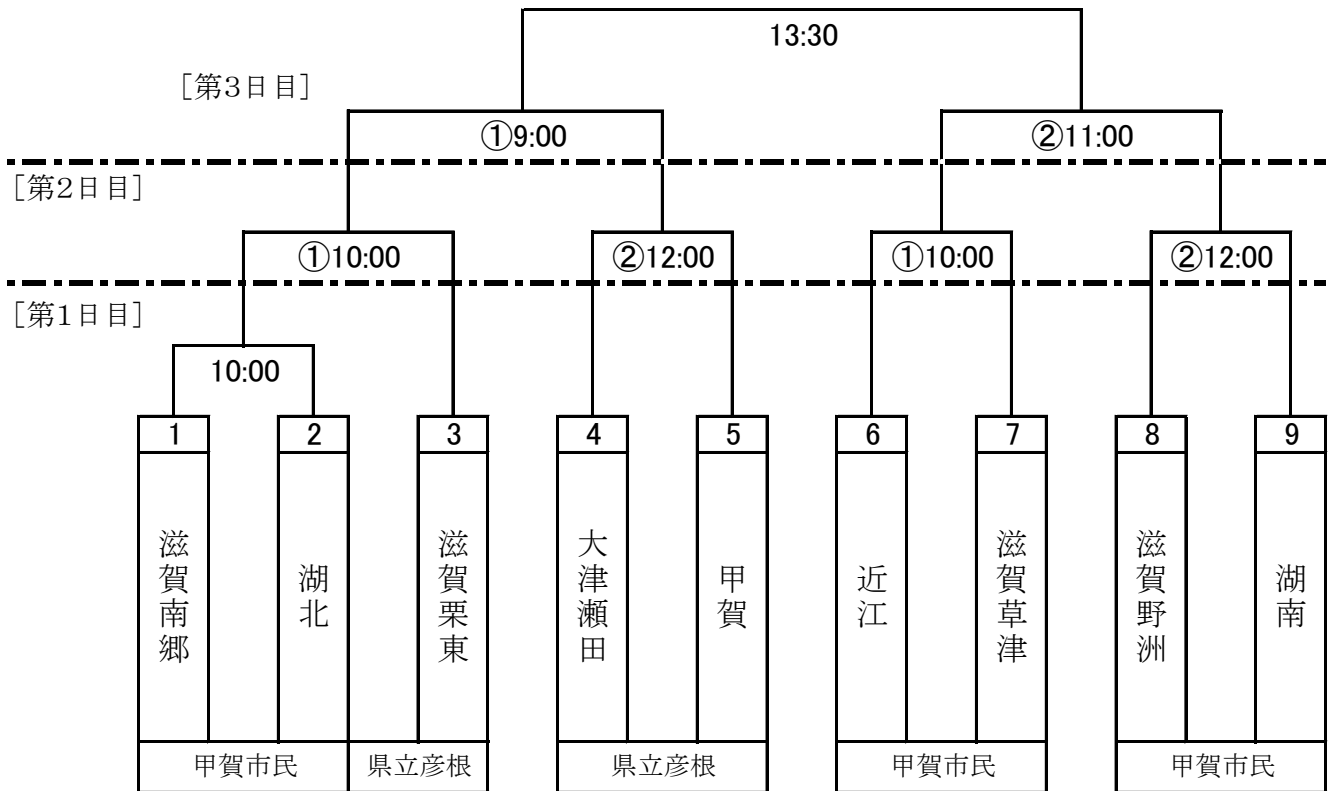 13:30
[第3日目]
①9:00
②11:00
[第2日目]
①10:00
②12:00
①10:00
②12:00
[第1日目]
10:00
1
2
3
4
5
6
7
8
9
滋賀南郷
湖北
滋賀栗東
大津瀬田
甲賀
近江
滋賀草津
滋賀野洲
湖南
甲賀市民
県立彦根
県立彦根
甲賀市民
甲賀市民